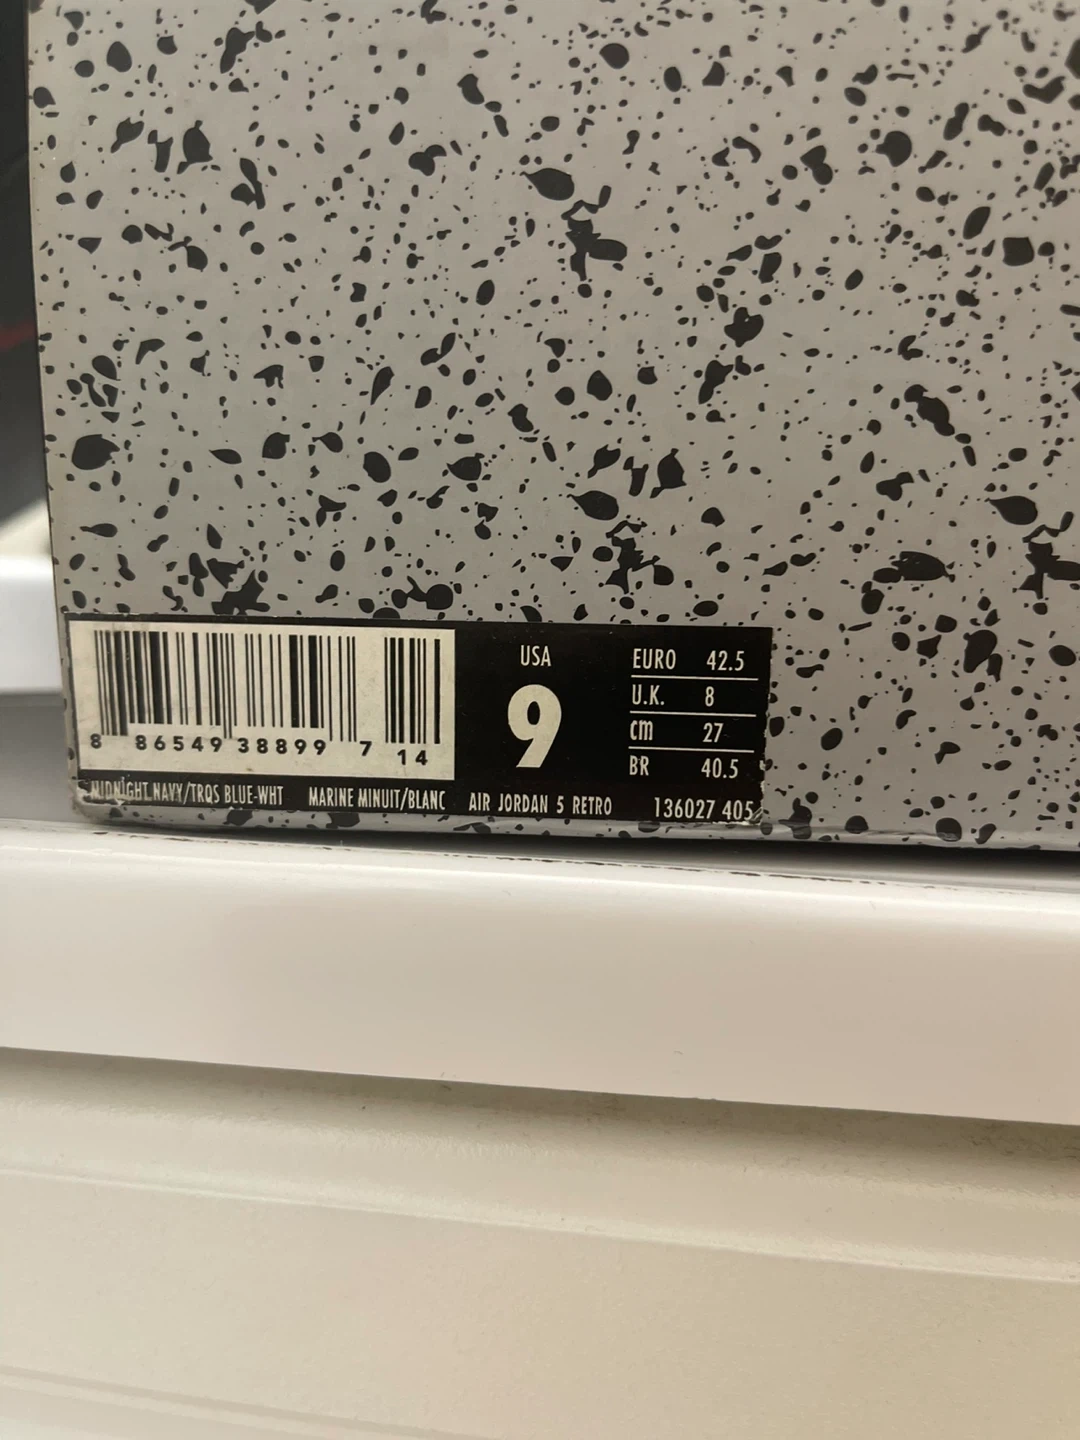 8 86549 38899 7 14
USA
9
EURO 42.5
U.K. 8
cm 27
BR 40.5
MIDNIGHT NAVY/TRQS BLUE-WHT MARINE MINUIT/BLANC AIR JORDAN 5 RETRO 136027 405